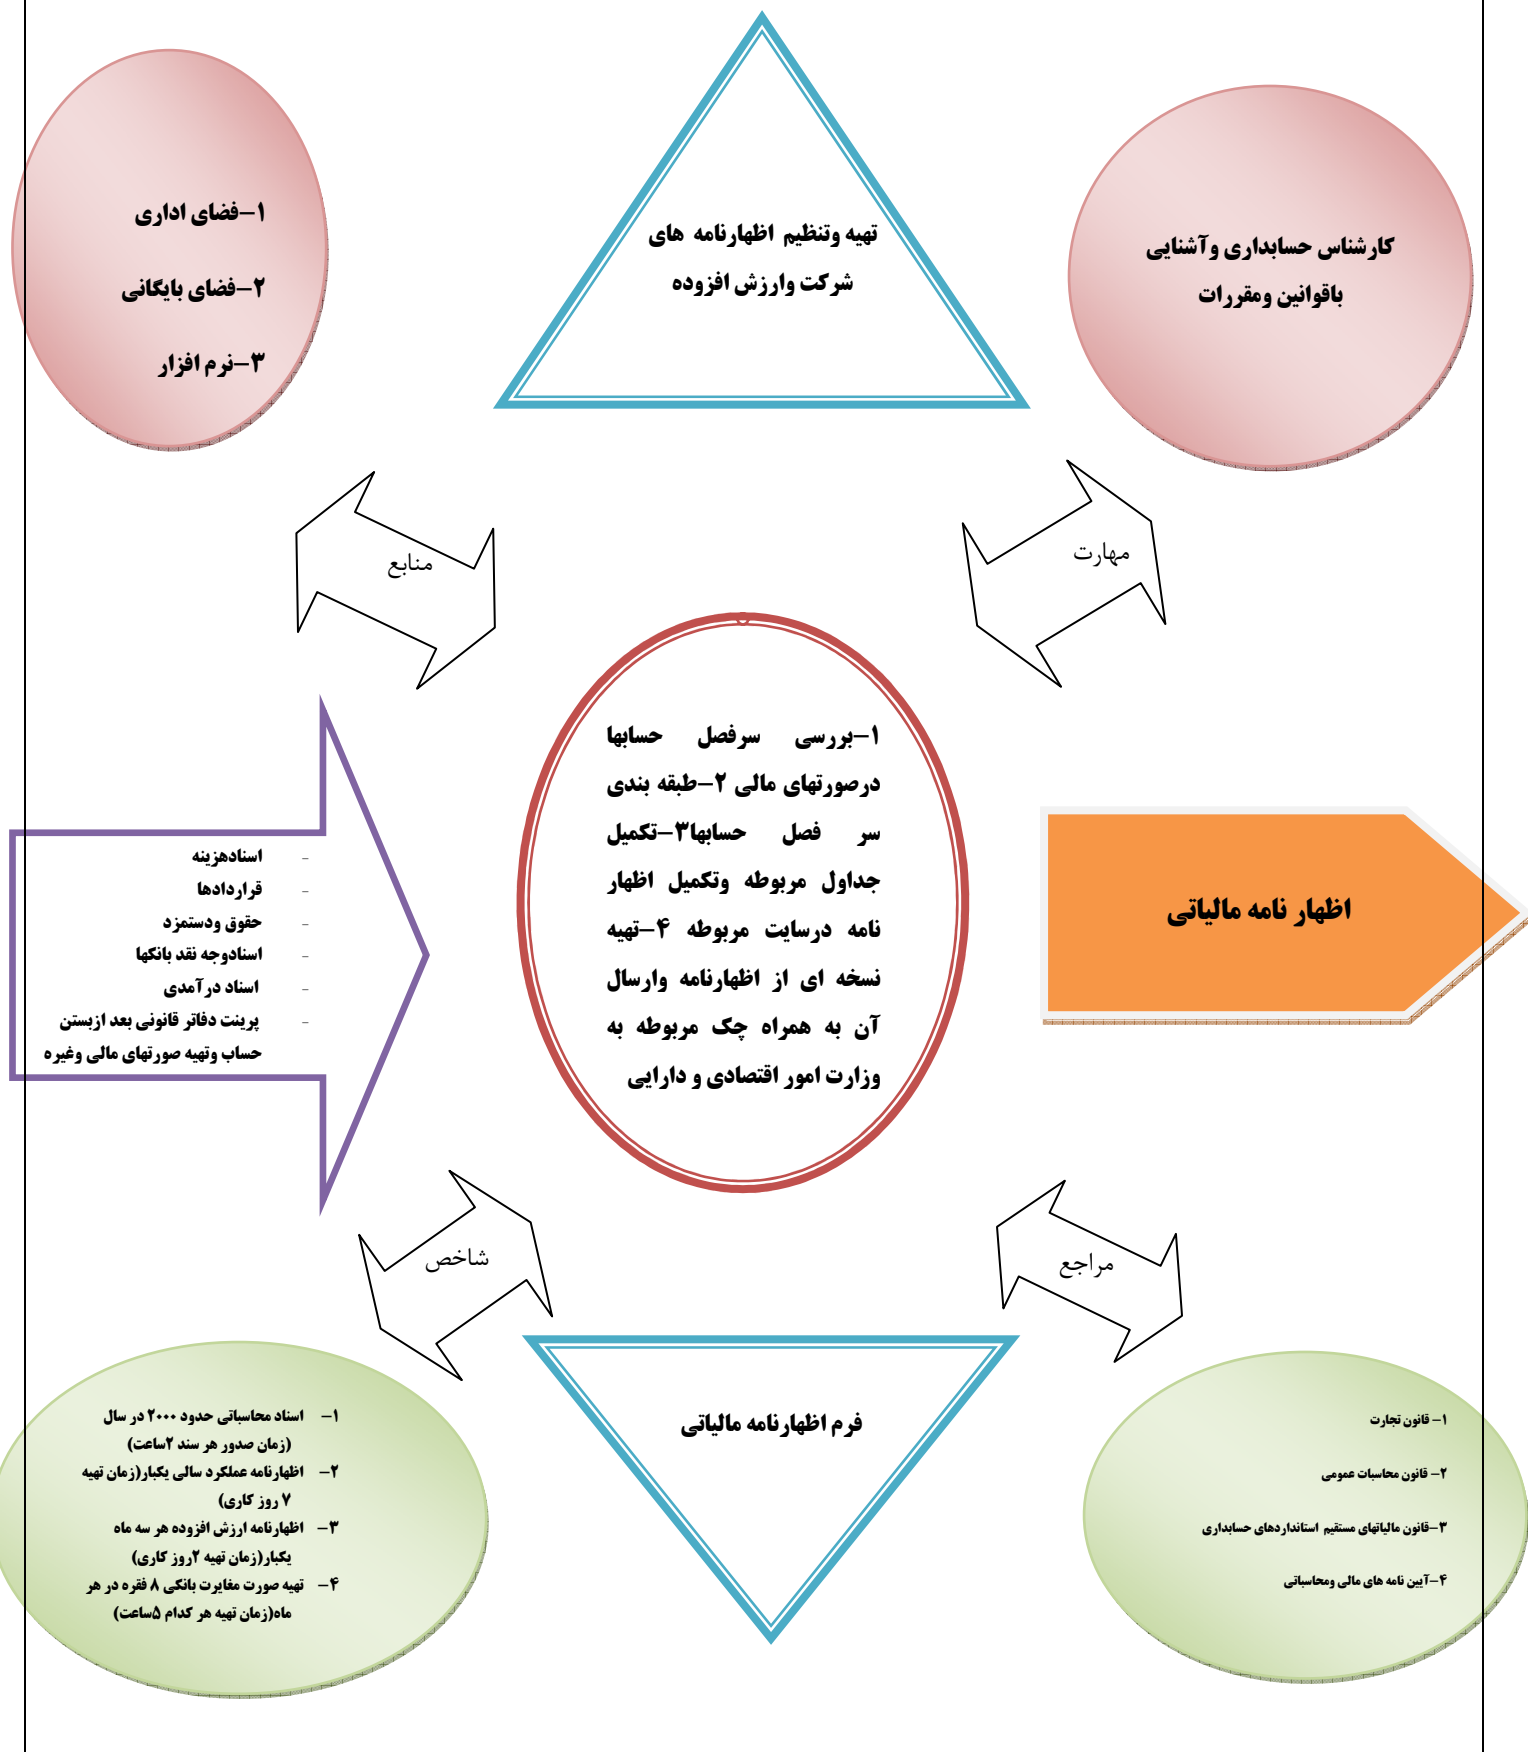 تهیه وتنظیم اظهارنامه های
شرکت وارزش افزوده
کارشناس حسابداری وآشنایی
باقوانین ومقررات
۱–فضای اداری
۲–فضای بایگانی
۳–نرم افزار
مهارت
منابع
۱–بررسی سرفصل حسابها
درصورتهای مالی ۲–طبقه بندی
سر فصل حسابها۳–تکمیل
جداول مربوطه وتکمیل اظهار
نامه درسایت مربوطه ۴–تهیه
نسخه ای از اظهارنامه وارسال
آن به همراه چک مربوطه به
وزارت امور اقتصادی و دارایی
- اسنادهزینه
- قراردادها
- حقوق ودستمزد
- اسنادوجه نقد بانکها
- اسناد درآمدی
- پرینت دفاتر قانونی بعد ازبستن
حساب وتهیه صورتهای مالی وغیره
اظهار نامه مالیاتی
مراجع
شاخص
فرم اظهارنامه مالیاتی
۱– قانون تجارت
۲– قانون محاسبات عمومی
۳–قانون مالیاتهای مستقیم استانداردهای حسابداری
۴–آیین نامه های مالی ومحاسباتی
۱– اسناد محاسباتی حدود ۲۰۰۰ در سال
(زمان صدور هر سند ۲ساعت)
۲– اظهارنامه عملکرد سالی یکبار(زمان تهیه
۷ روز کاری)
۳– اظهارنامه ارزش افزوده هر سه ماه
یکبار(زمان تهیه ۲روز کاری)
۴– تهیه صورت مغایرت بانکی ۸ فقره در هر
ماه(زمان تهیه هر کدام ۵ساعت)